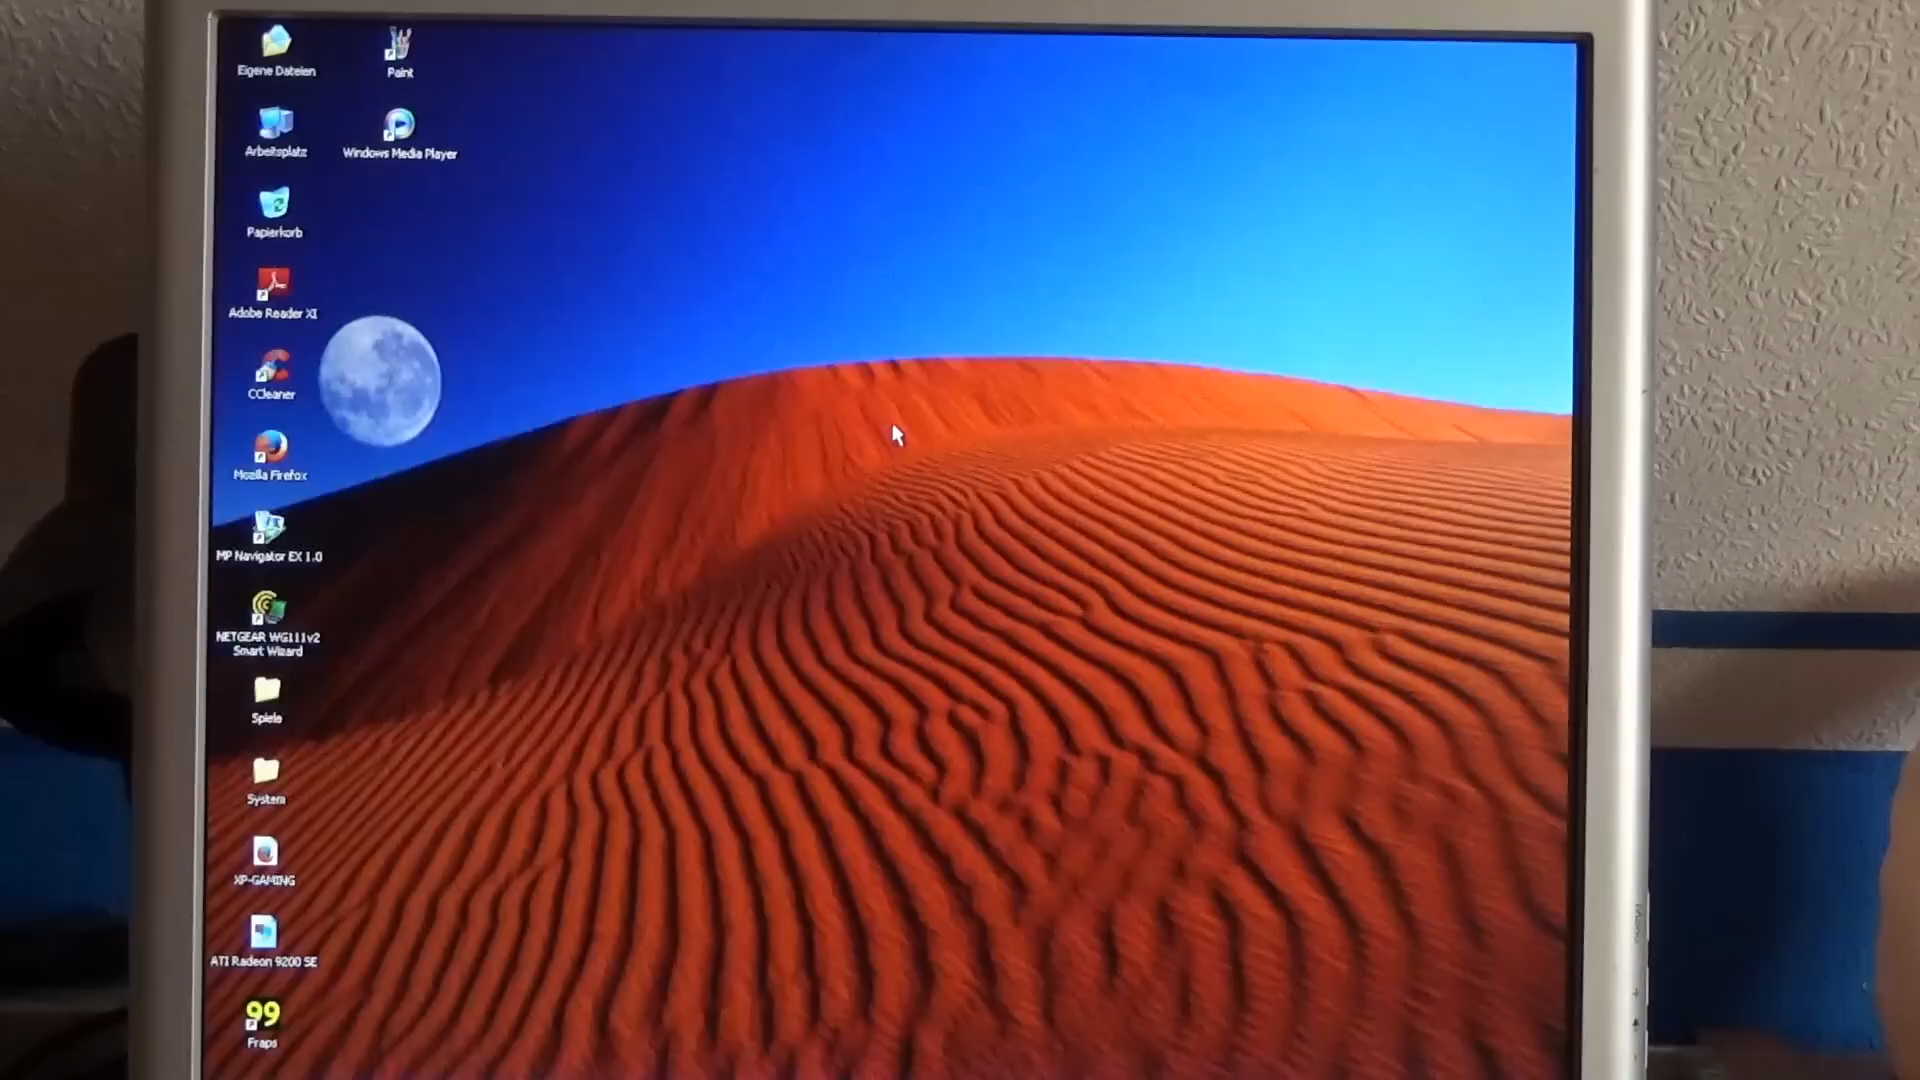 Eigene Dateien
Arbeitsplatz
Papierkorb
Adobe Reader XI
CCleaner
Mozilla Firefox
MP Navigator EX 1.0
NETGEAR WG111v2
Smart Wizard
Spiele
System
XP-GAMING
ATI Radeon 9200 SE
99
Fraps
Paint
Windows Media Player